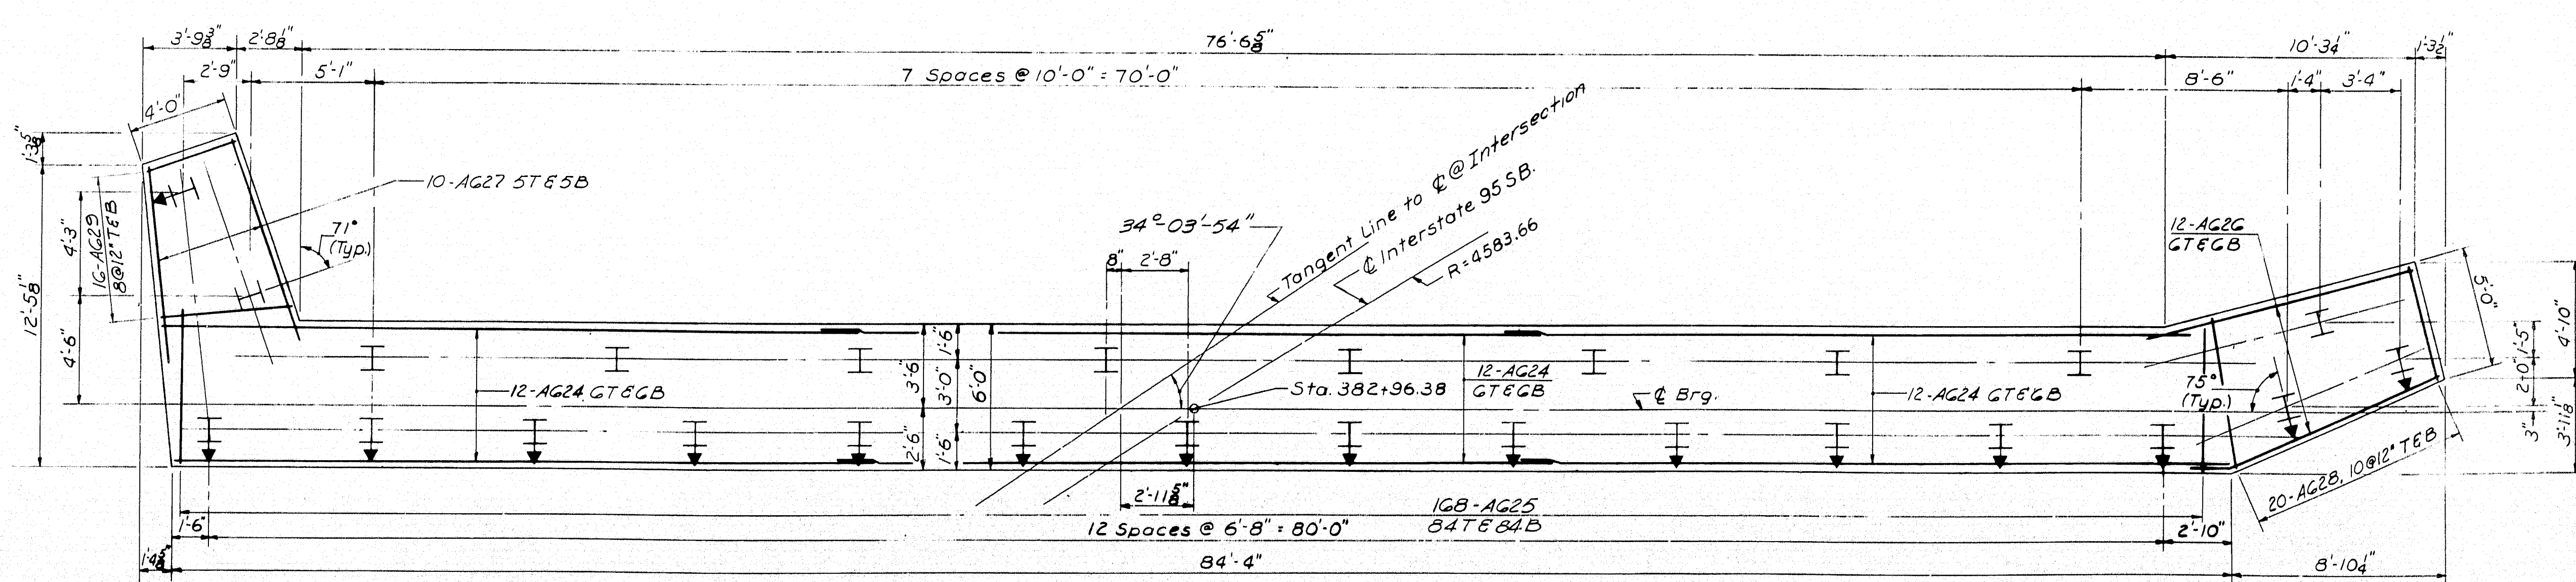 3'-9 3/8"
2'-8 1/8"
76'-6 5/8"
10'-3 1/4"
1'-3 1/2"
2'-9"
5'-1"
7 Spaces @ 10'-0" = 70'-0"
8'-6"
1'-4"
3'-4"
4'-0"
1'-3 5/8"
12'-5 1/8"
4'-3"
4'-6"
16-AG29
8@12" T&B
10-AG27 5T&5B
71°
(Typ.)
34°-03'-54"
8"
2'-8"
Tangent Line to ℄ @ Intersection
℄ Interstate 95 SB.
R=4583.66
12-AG26
6T&6B
5'-0"
4'-10"
1'-5"
2'-0"
3"
3'-11 1/8"
12-AG24 6T&6B
3'-6"
2'-6"
1'-6"
3'-0"
1'-6"
6'-0"
Sta. 382+96.38
12-AG24
6T&6B
℄ Brg.
12-AG24 6T&6B
75°
(Typ.)
20-AG28, 10@12" T&B
2'-11 5/8"
168-AG25
84T&84B
1'-6"
12 Spaces @ 6'-8" = 80'-0"
2'-10"
1'-4 5/8"
84'-4"
8'-10 1/4"